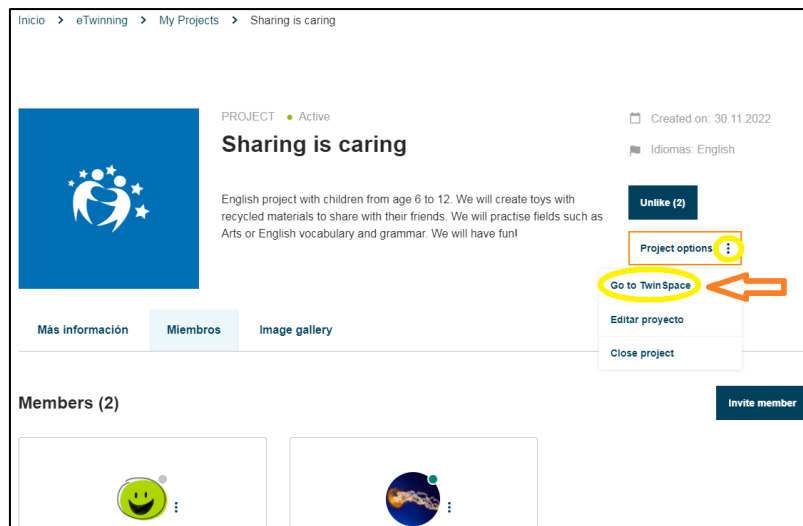 Inicio > eTwinning > My Projects > Sharing is caring
PROJECT • Active
Sharing is caring
English project with children from age 6 to 12. We will create toys with
recycled materials to share with their friends. We will practise fields such as
Arts or English vocabulary and grammar. We will have fun!
Created on: 30.11.2022
Idiomas: English
Unlike (2)
Project options
Go to TwinSpace
Editar proyecto
Close project
Más información Miembros Image gallery
Members (2)
Invite member